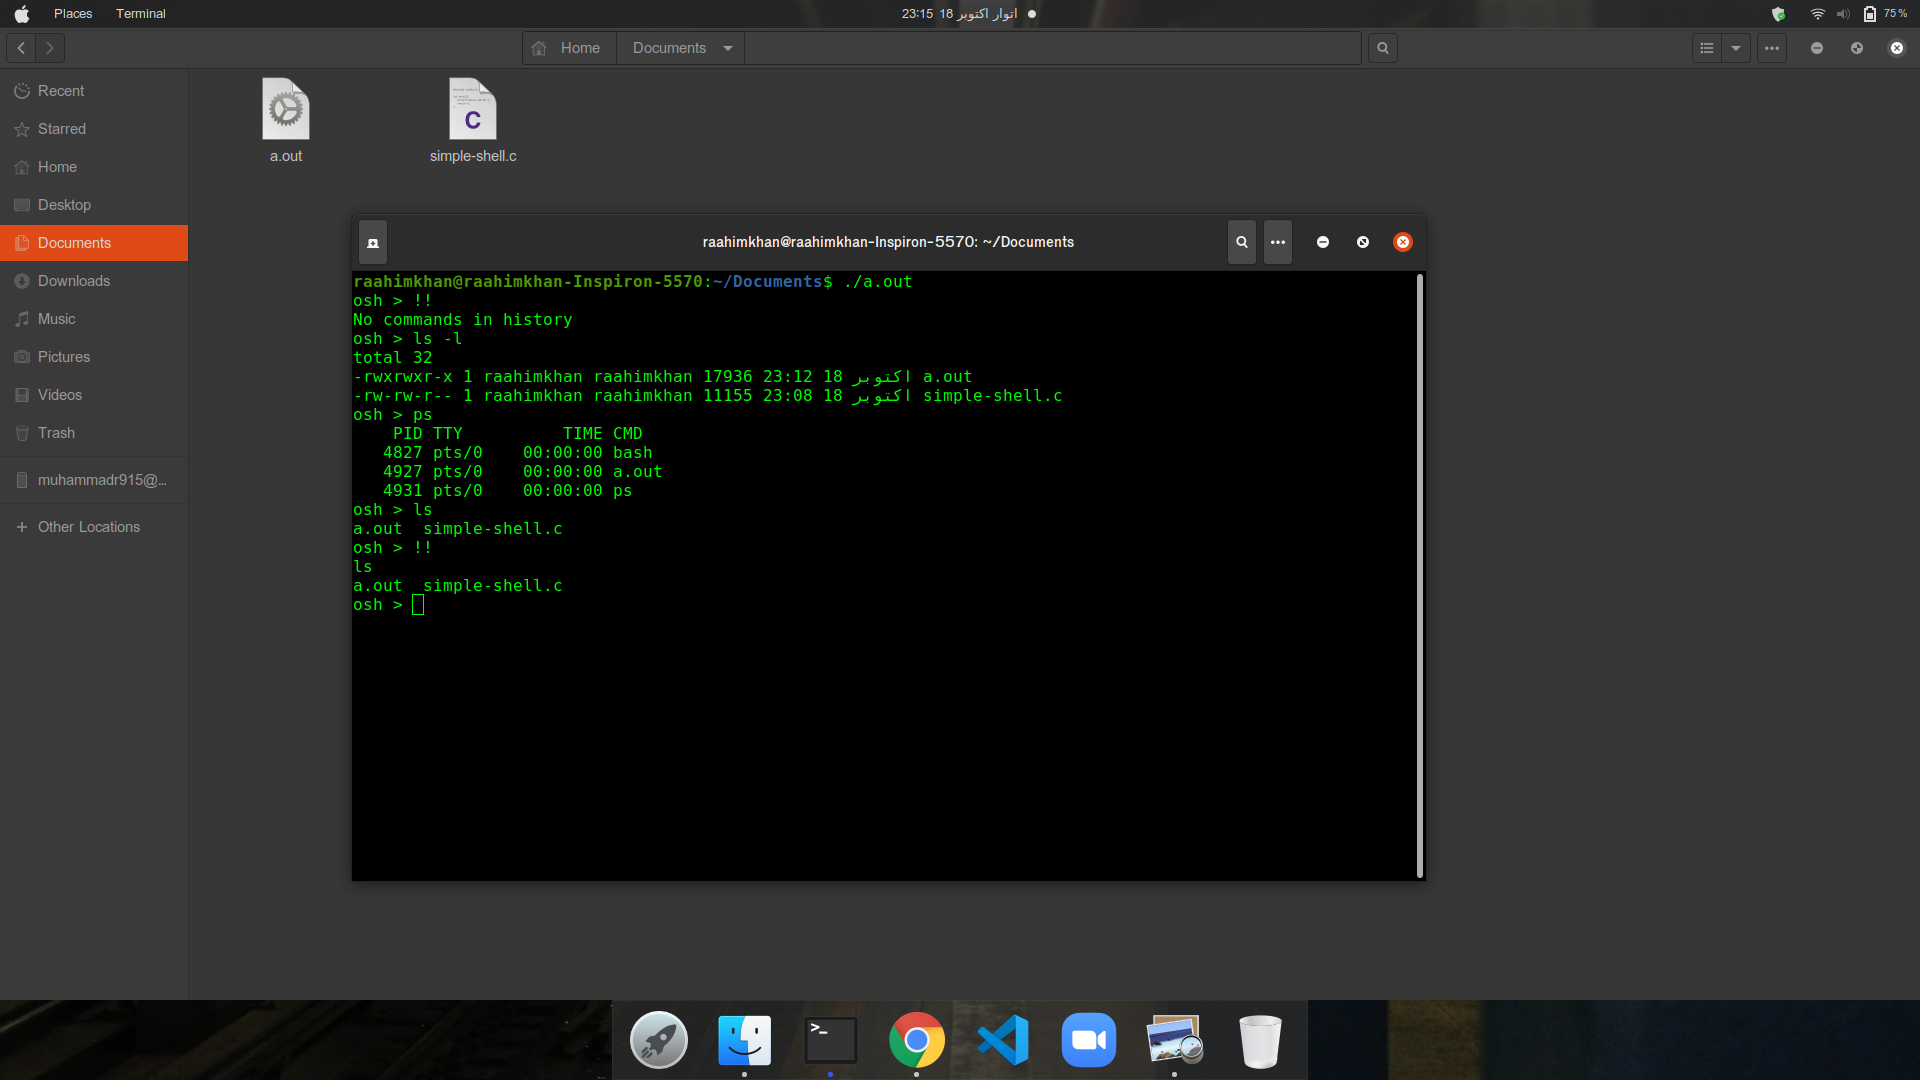 Places Terminal 23:15 18 اتوار اکتوبر 75 %
Home Documents
Recent
Starred
Home
Desktop
Documents
Downloads
Music
Pictures
Videos
Trash
muhammadr915@...
Other Locations
a.out
C
simple-shell.c
raahimkhan@raahimkhan-Inspiron-5570: ~/Documents
raahimkhan@raahimkhan-Inspiron-5570:~/Documents$ ./a.out
osh > !!
No commands in history
osh > ls -l
total 32
-rwxrwxr-x 1 raahimkhan raahimkhan 17936 23:12 18 اکتوبر a.out
-rw-rw-r-- 1 raahimkhan raahimkhan 11155 23:08 18 اکتوبر simple-shell.c
osh > ps
PID TTY TIME CMD
4827 pts/0 00:00:00 bash
4927 pts/0 00:00:00 a.out
4931 pts/0 00:00:00 ps
osh > ls
a.out simple-shell.c
osh > !!
ls
a.out simple-shell.c
osh >
>_